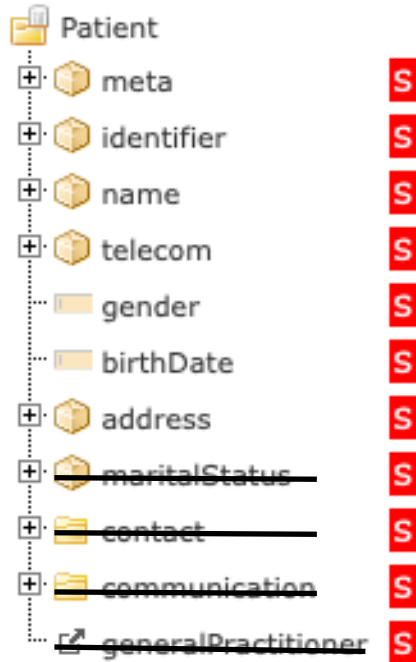 Patient
meta S
identifier S
name S
telecom S
gender S
birthDate S
address S
maritalStatus S
contact S
communication S
generalPractitioner S